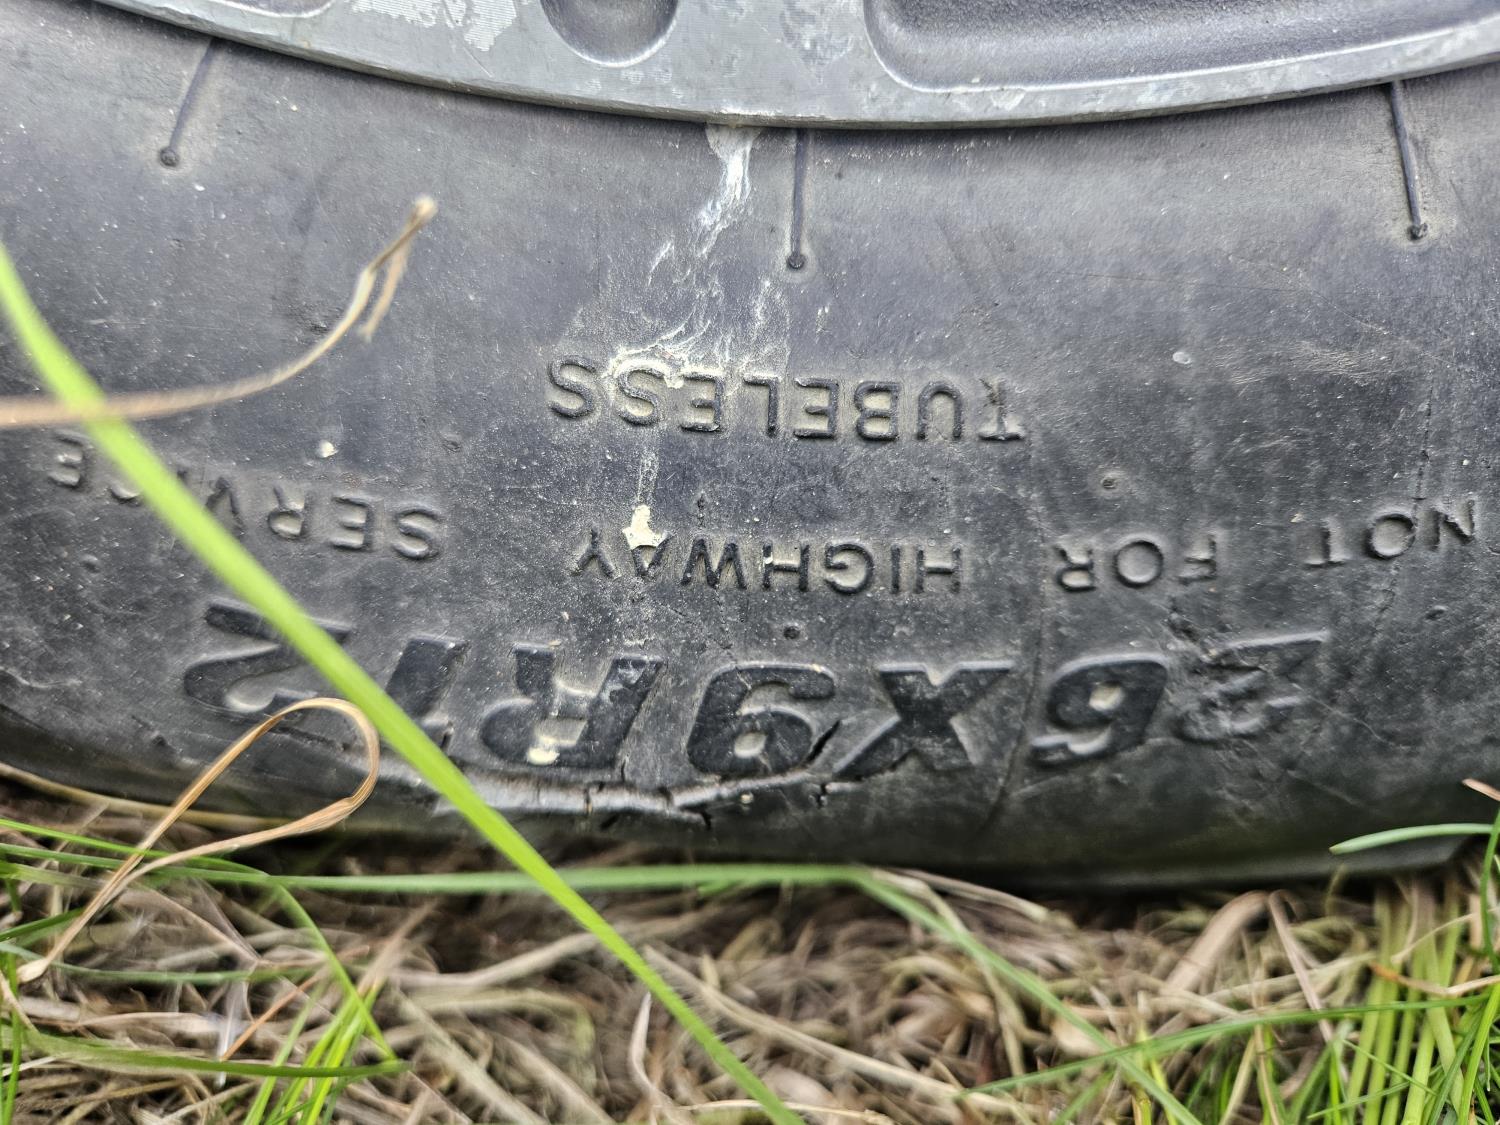 26X9R12
NOT FOR HIGHWAY SERVICE
TUBELESS